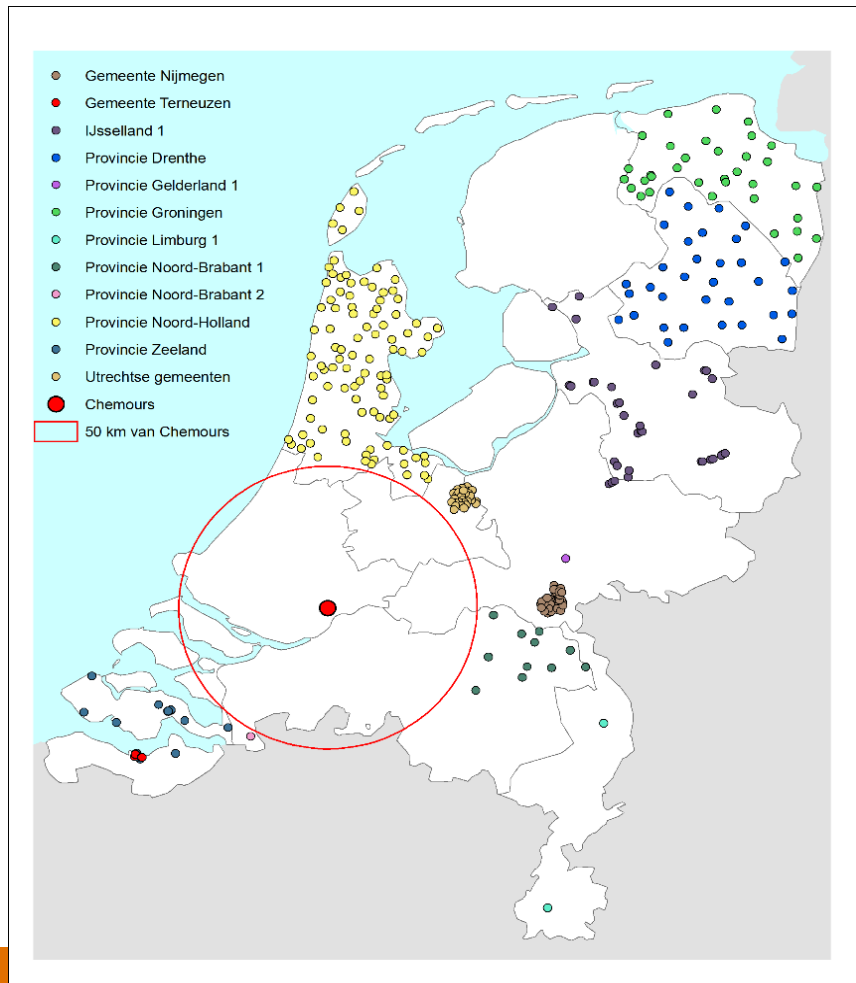 Gemeente Nijmegen
Gemeente Terneuzen
IJsselland 1
Provincie Drenthe
Provincie Gelderland 1
Provincie Groningen
Provincie Limburg 1
Provincie Noord-Brabant 1
Provincie Noord-Brabant 2
Provincie Noord-Holland
Provincie Zeeland
Utrechtse gemeenten
Chemours
50 km van Chemours